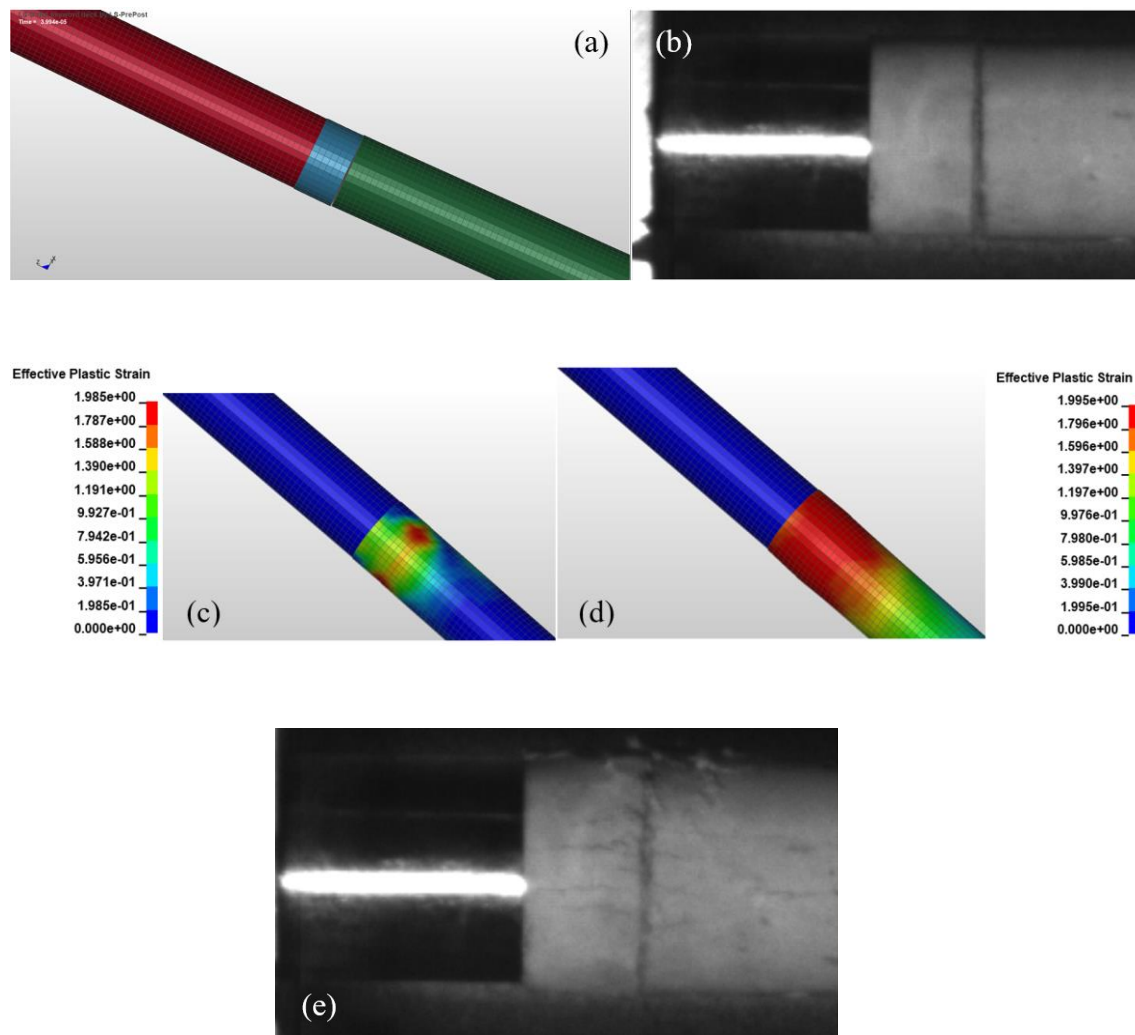 Time = 3.894e-05
(a)
(b)
Effective Plastic Strain
1.985e+00
1.787e+00
1.588e+00
1.390e+00
1.191e+00
9.927e-01
7.942e-01
5.956e-01
3.971e-01
1.985e-01
0.000e+00
(c)
(d)
Effective Plastic Strain
1.995e+00
1.796e+00
1.596e+00
1.397e+00
1.197e+00
9.976e-01
7.980e-01
5.985e-01
3.990e-01
1.995e-01
0.000e+00
(e)